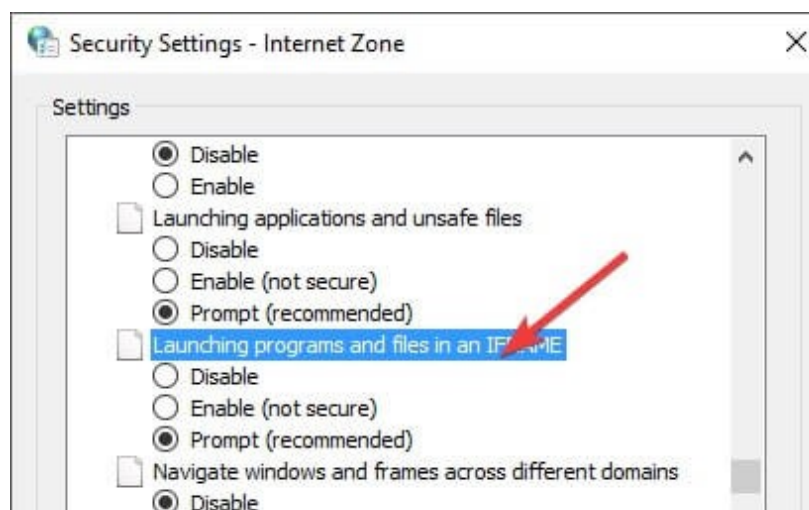 Security Settings - Internet Zone
Settings
Disable
Enable
Launching applications and unsafe files
Disable
Enable (not secure)
Prompt (recommended)
Launching programs and files in an IFRAME
Disable
Enable (not secure)
Prompt (recommended)
Navigate windows and frames across different domains
Disable